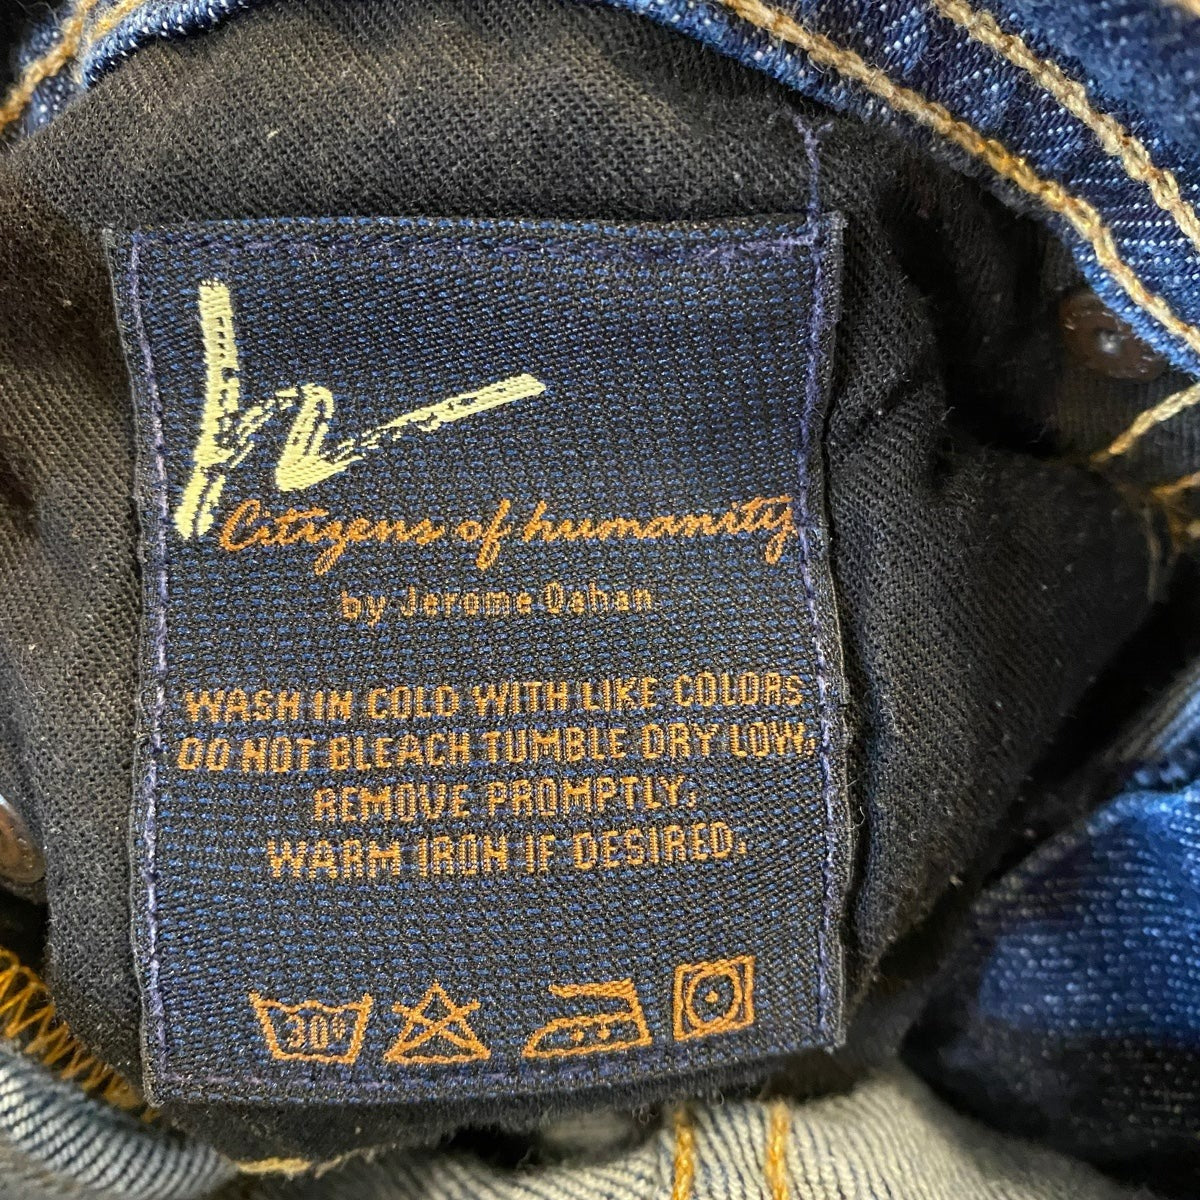 Citizens of humanity
by Jerome Dahan
WASH IN COLD WITH LIKE COLORS
DO NOT BLEACH TUMBLE DRY LOW,
REMOVE PROMPTLY,
WARM IRON IF DESIRED.
30°